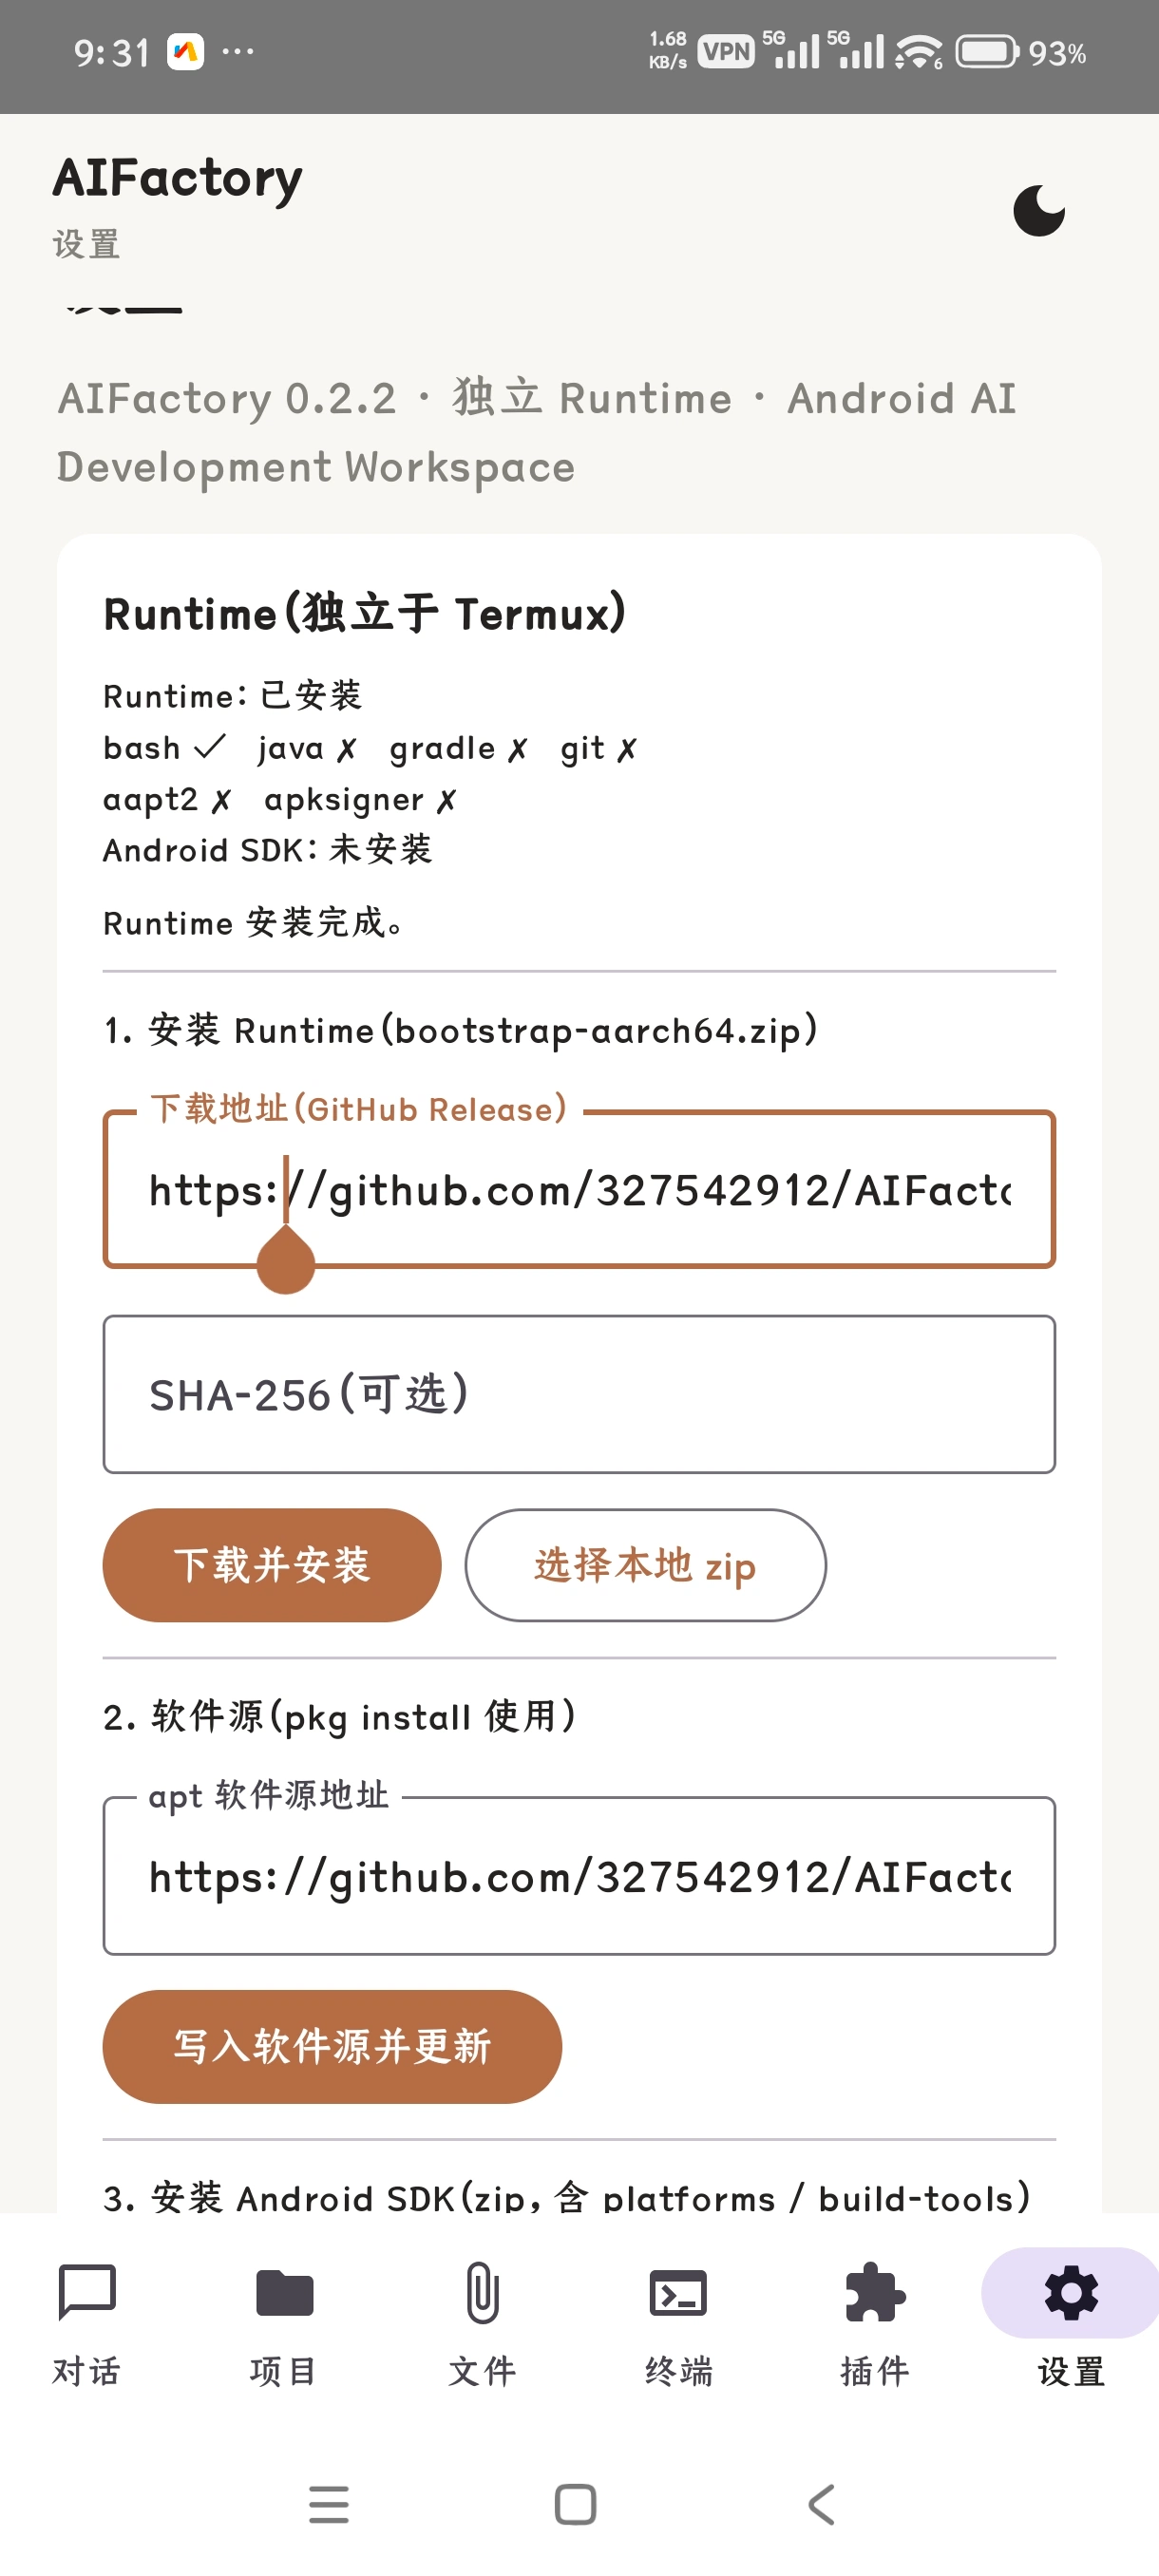 9:31 ... 1.68 KB/s VPN 5G 5G 6 93%
AIFactory
设置
AIFactory 0.2.2 · 独立 Runtime · Android AI
Development Workspace
Runtime(独立于 Termux)
Runtime: 已安装
bash ✓ java ✗ gradle ✗ git ✗
aapt2 ✗ apksigner ✗
Android SDK: 未安装
Runtime 安装完成。
1. 安装 Runtime(bootstrap-aarch64.zip)
下载地址(GitHub Release)
https://github.com/327542912/AIFact
SHA-256(可选)
下载并安装 选择本地 zip
2. 软件源(pkg install 使用)
apt 软件源地址
https://github.com/327542912/AIFact
写入软件源并更新
3. 安装 Android SDK(zip, 含 platforms / build-tools)
对话 项目 文件 终端 插件 设置